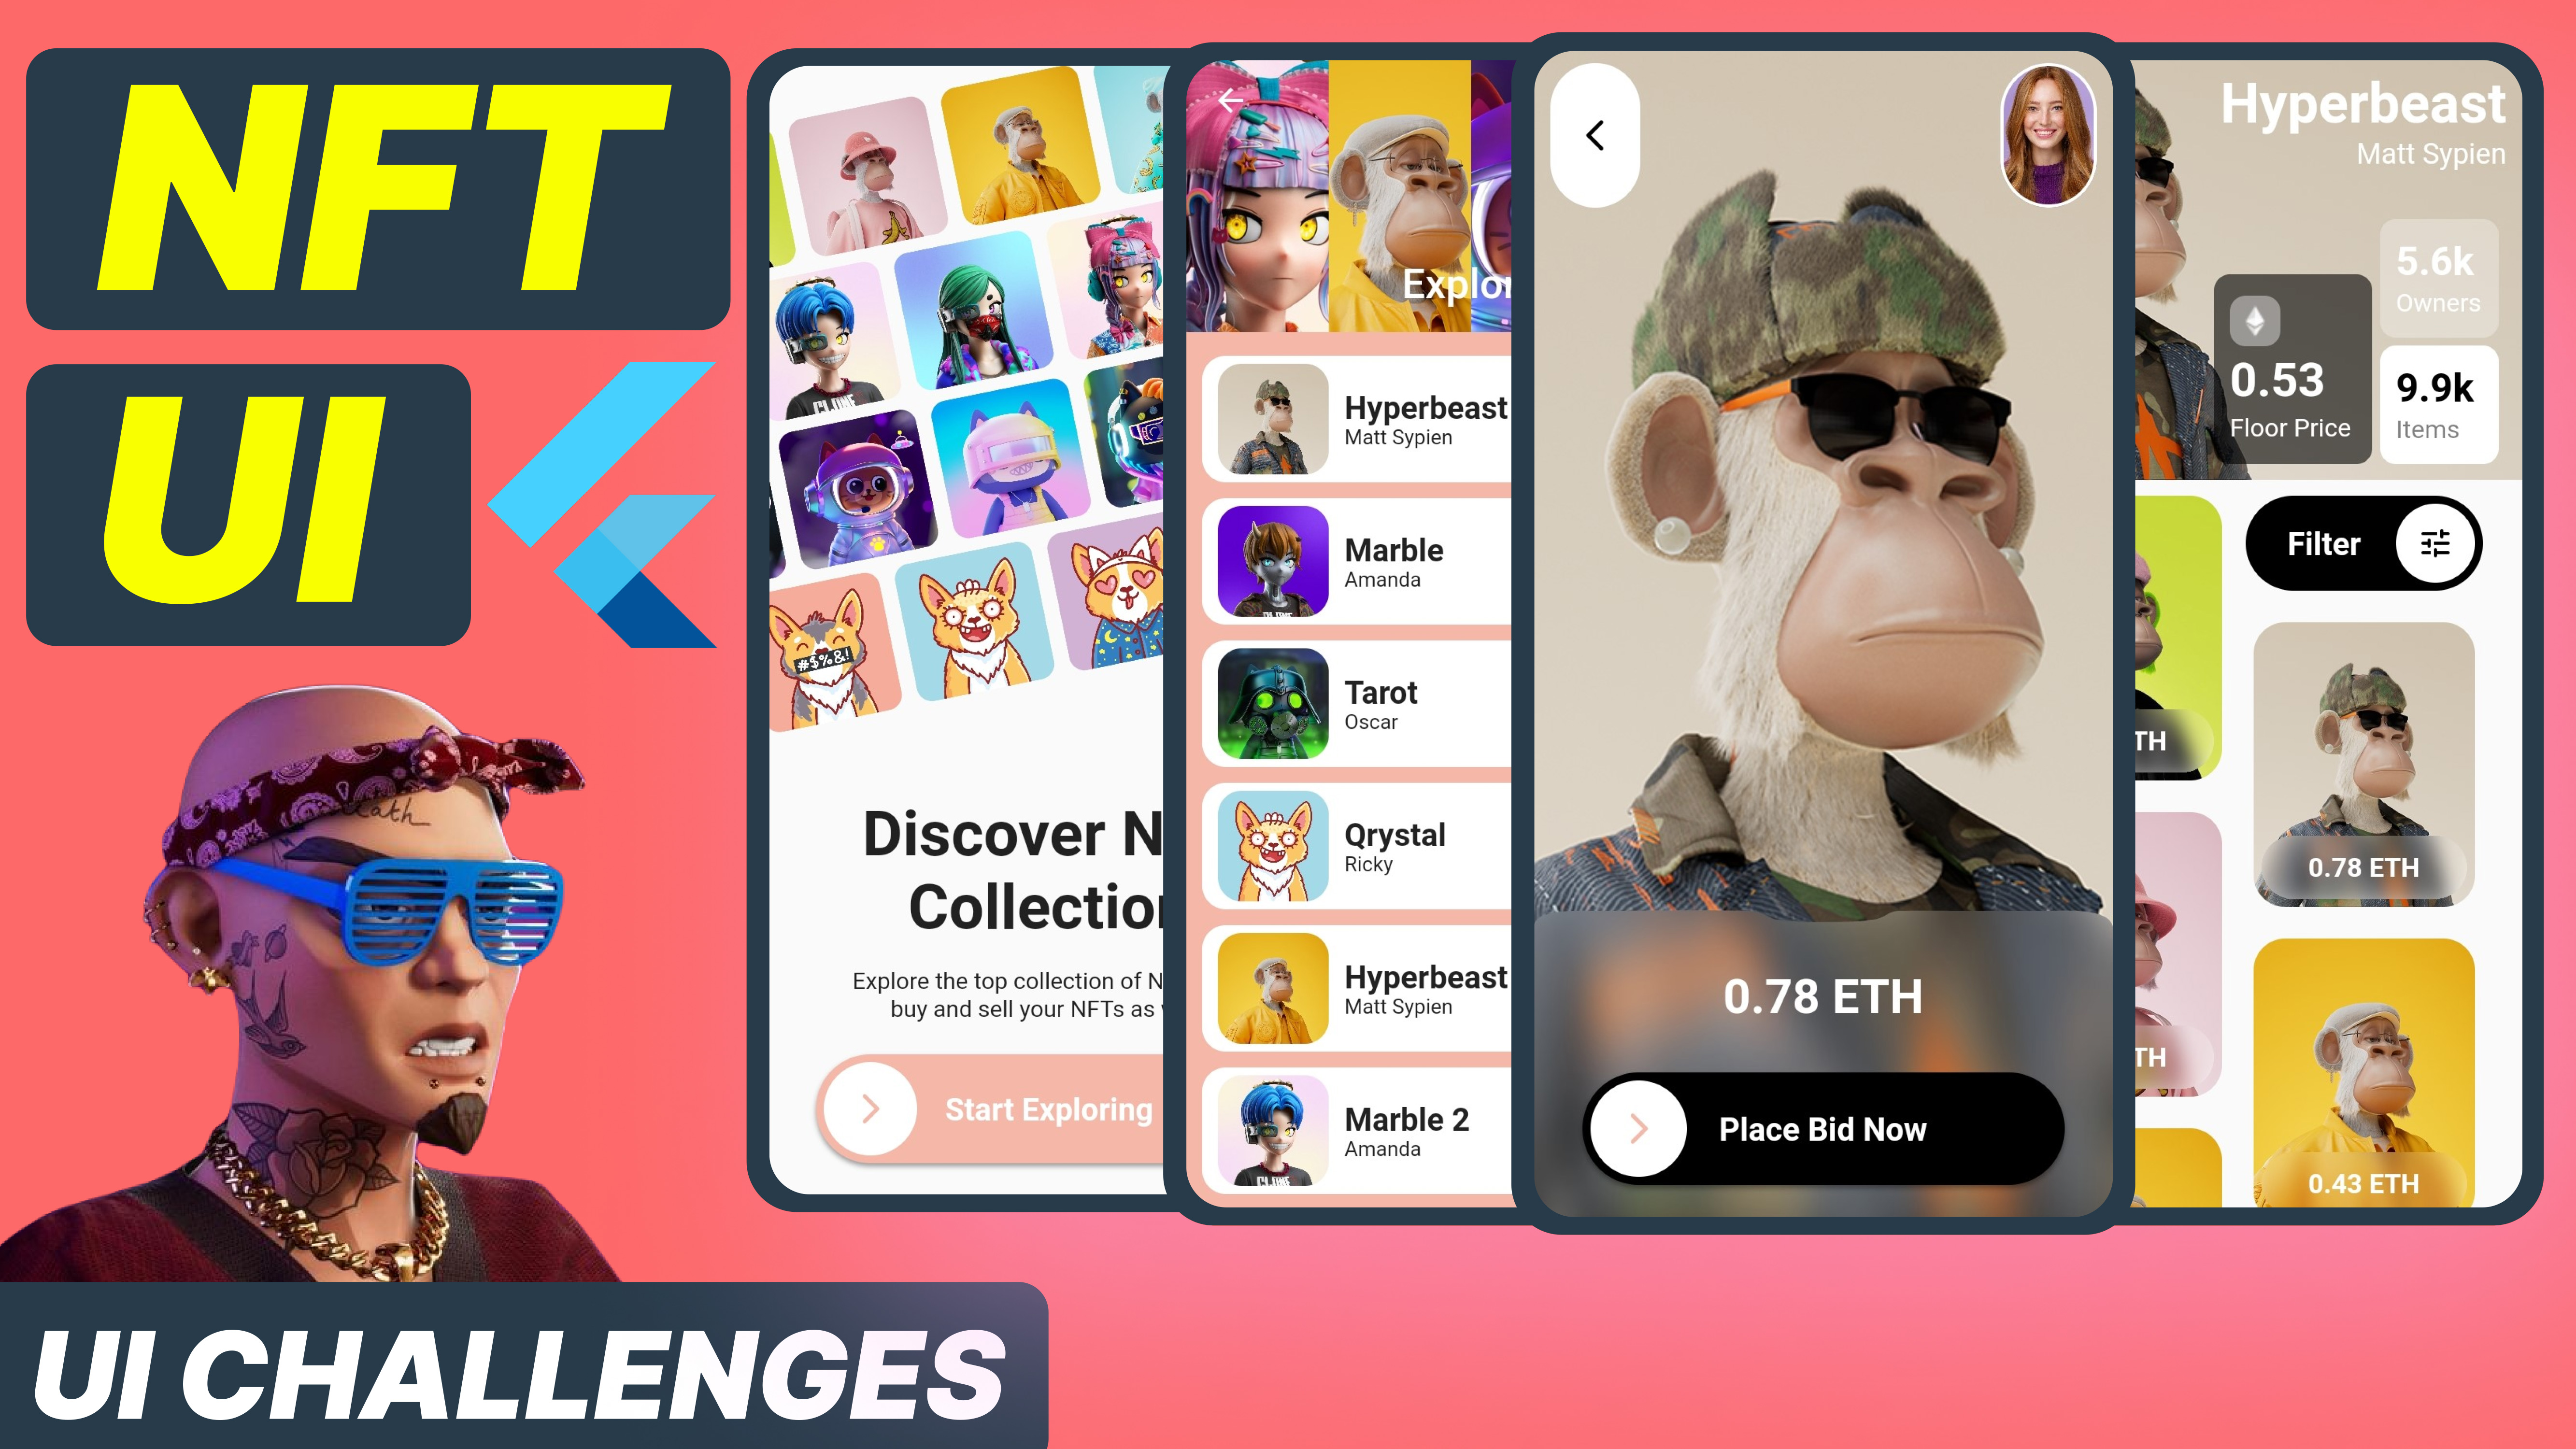 NFT
UI
UI CHALLENGES
#$%&!
Discover N
Collection
Explore the top collection of N
buy and sell your NFTs as
Start Exploring
Explor
Hyperbeast
Matt Sypien
Marble
Amanda
Tarot
Oscar
Qrystal
Ricky
Hyperbeast
Matt Sypien
Marble 2
Amanda
0.78 ETH
Place Bid Now
Hyperbeast
Matt Sypien
5.6k
Owners
0.53
Floor Price
9.9k
Items
Filter
TH
0.78 ETH
TH
0.43 ETH